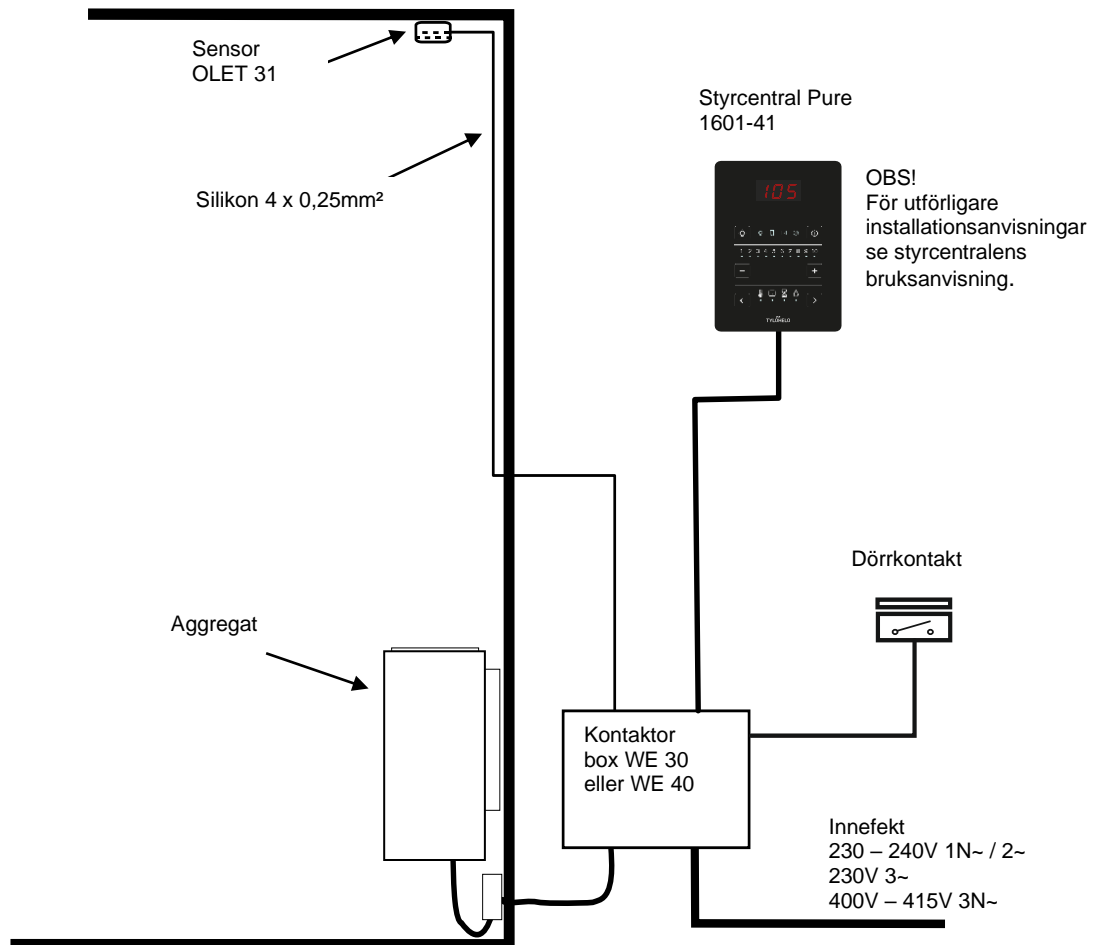 Sensor
OLET 31
Styrcentral Pure
1601-41
Silikon 4 x 0,25mm²
105
OBS!
För utförligare
installationsanvisningar
se styrcentralens
bruksanvisning.
TYLÖHELO
Dörrkontakt
Aggregat
Kontaktor
box WE 30
eller WE 40
Innefekt
230 – 240V 1N~ / 2~
230V 3~
400V – 415V 3N~